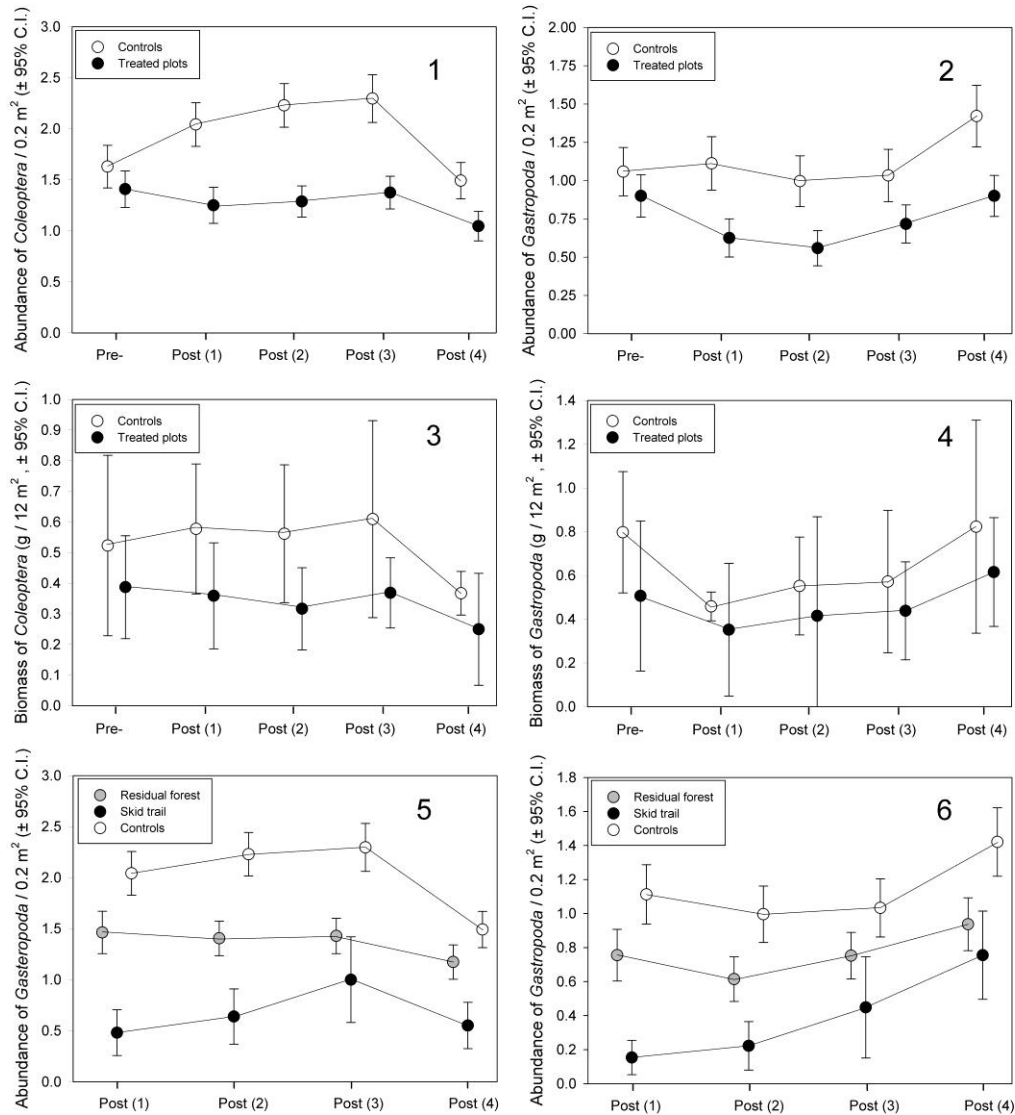 Abundance of Coleoptera / 0.2 m² (± 95% C.I.)
3.0
2.5
2.0
1.5
1.0
0.5
0.0
Controls
Treated plots
1
Pre-
Post (1)
Post (2)
Post (3)
Post (4)
Abundance of Gastropoda / 0.2 m² (± 95% C.I.)
2.00
1.75
1.50
1.25
1.00
0.75
0.50
0.25
0.00
Controls
Treated plots
2
Pre-
Post (1)
Post (2)
Post (3)
Post (4)
Biomass of Coleoptera (g / 12 m² , ± 95% C.I.)
1.0
0.9
0.8
0.7
0.6
0.5
0.4
0.3
0.2
0.1
0.0
Controls
Treated plots
3
Pre-
Post (1)
Post (2)
Post (3)
Post (4)
Biomass of Gastropoda (g / 12 m² , ± 95% C.I.)
1.4
1.2
1.0
0.8
0.6
0.4
0.2
0.0
Controls
Treated plots
4
Pre-
Post (1)
Post (2)
Post (3)
Post (4)
Abundance of Gasteropoda / 0.2 m² (± 95% C.I.)
3.0
2.5
2.0
1.5
1.0
0.5
0.0
Residual forest
Skid trail
Controls
5
Post (1)
Post (2)
Post (3)
Post (4)
Abundance of Gastropoda / 0.2 m² (± 95% C.I.)
1.8
1.6
1.4
1.2
1.0
0.8
0.6
0.4
0.2
0.0
Residual forest
Skid trail
Controls
6
Post (1)
Post (2)
Post (3)
Post (4)